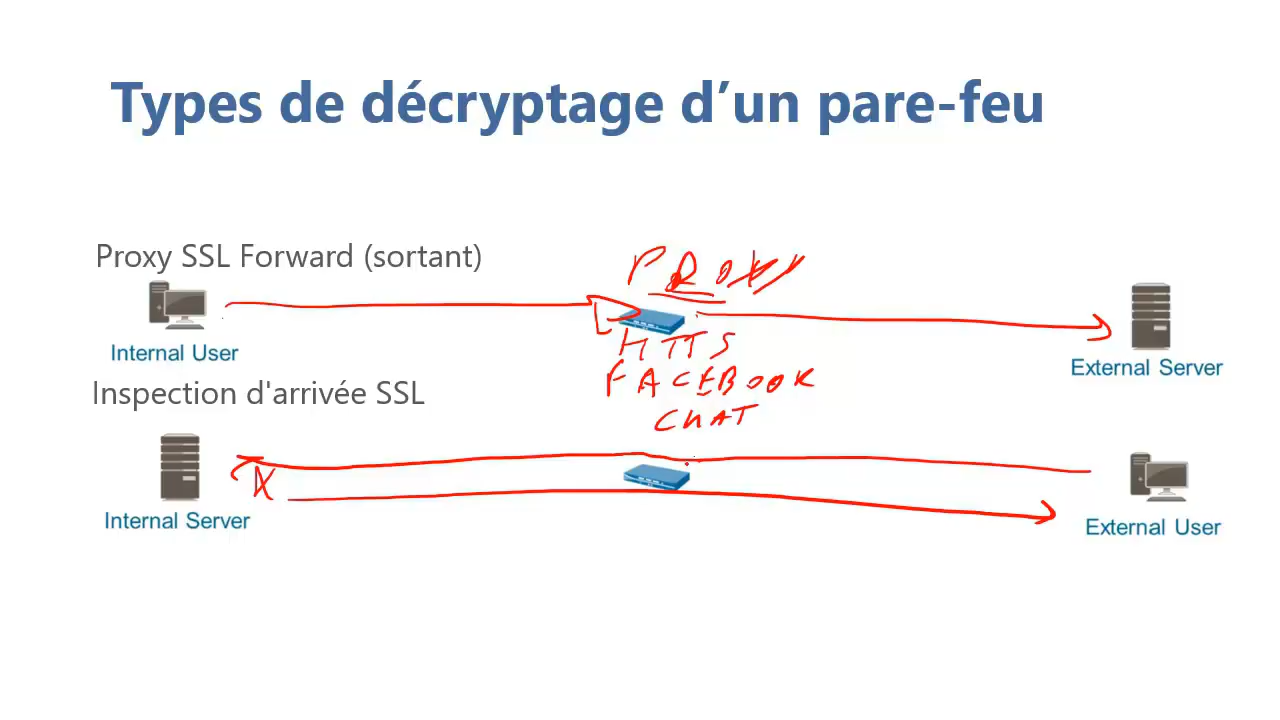 Types de décryptage d’un pare-feu
Proxy SSL Forward (sortant)
PROXY
Internal User
HTTS
External Server
FACEBOOK
Inspection d'arrivée SSL
CHAT
X
Internal Server
External User